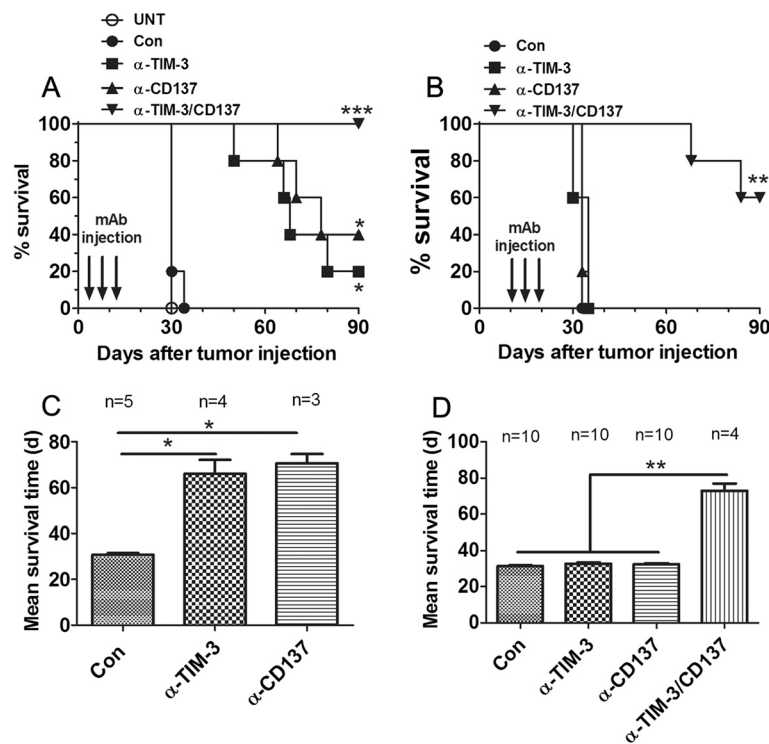 UNT
Con
α-TIM-3
α-CD137
α-TIM-3/CD137
A
***
100
80
60
40
20
0
% survival
mAb
injection
*
*
0
30
60
90
Days after tumor injection
Con
α-TIM-3
α-CD137
α-TIM-3/CD137
B
100
80
60
40
20
0
% survival
mAb
injection
**
0
30
60
90
Days after tumor injection
C
n=5 n=4 n=3
80
60
40
20
0
Mean survival time (d)
*
*
Con
α-TIM-3
α-CD137
D
n=10 n=10 n=10 n=4
100
80
60
40
20
0
Mean survival time (d)
**
Con
α-TIM-3
α-CD137
α-TIM-3/CD137